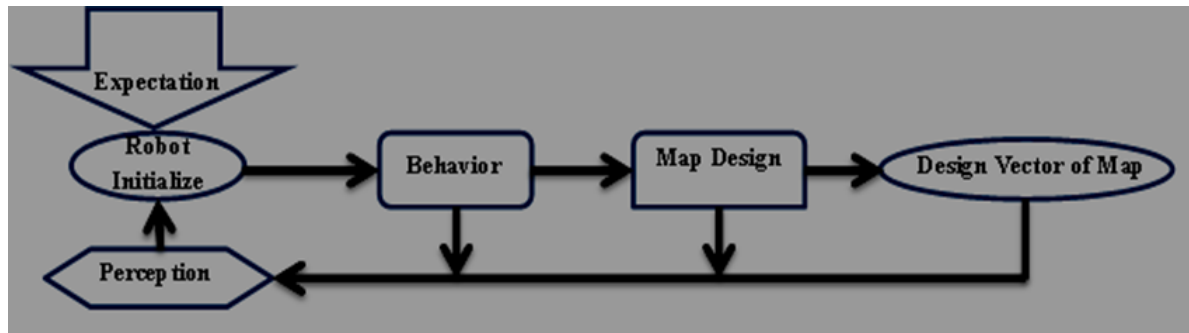 Expectation
Robot
Initialize
Behavior
Map Design
Design Vector of Map
Perception